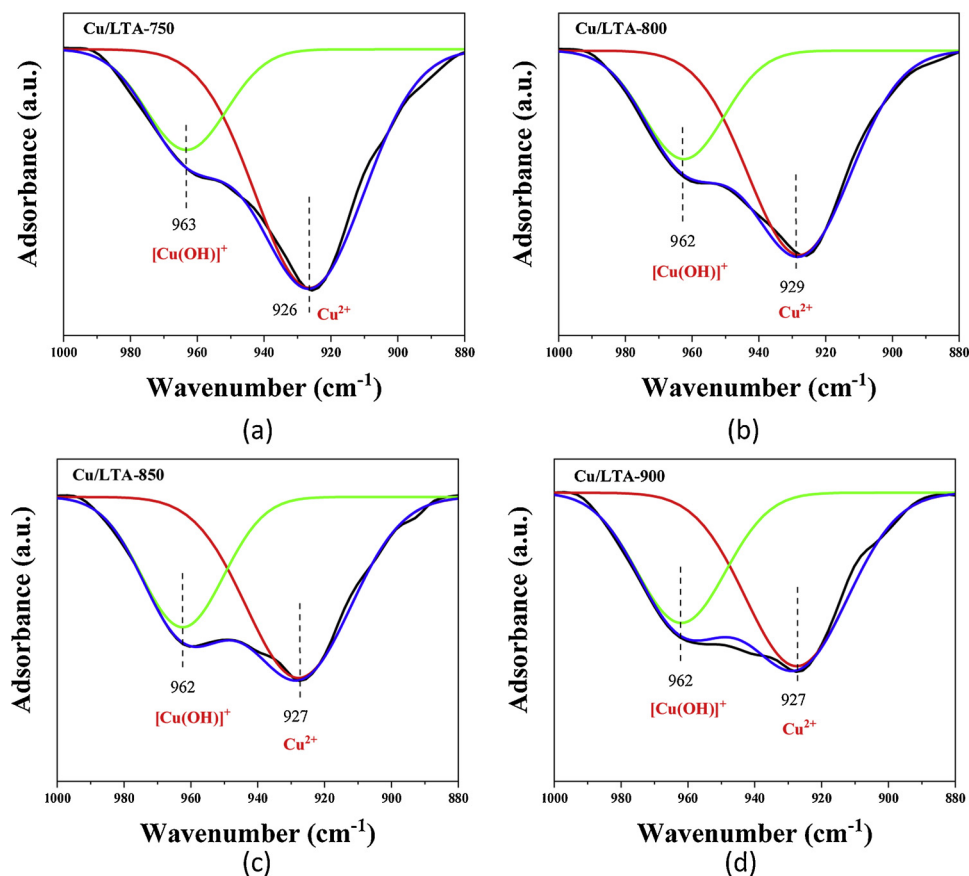 Cu/LTA-750
Adsorbance (a.u.)
963
[Cu(OH)]⁺
926
Cu²⁺
1000 980 960 940 920 900 880
Wavenumber (cm⁻¹)
(a)
Cu/LTA-800
Adsorbance (a.u.)
962
[Cu(OH)]⁺
929
Cu²⁺
1000 980 960 940 920 900 880
Wavenumber (cm⁻¹)
(b)
Cu/LTA-850
Adsorbance (a.u.)
962
[Cu(OH)]⁺
927
Cu²⁺
1000 980 960 940 920 900 880
Wavenumber (cm⁻¹)
(c)
Cu/LTA-900
Adsorbance (a.u.)
962
[Cu(OH)]⁺
927
Cu²⁺
1000 980 960 940 920 900 880
Wavenumber (cm⁻¹)
(d)